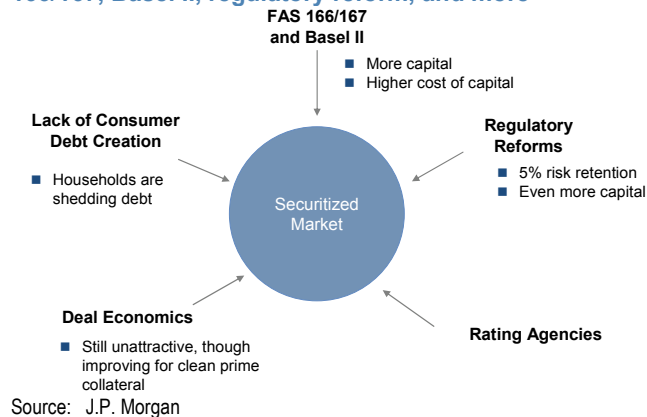 FAS 166/167
and Basel II
■ More capital
■ Higher cost of capital
Lack of Consumer
Debt Creation
■ Households are
shedding debt
Regulatory
Reforms
■ 5% risk retention
■ Even more capital
Securitized
Market
Deal Economics
■ Still unattractive, though
improving for clean prime
collateral
Rating Agencies
Source: J.P. Morgan